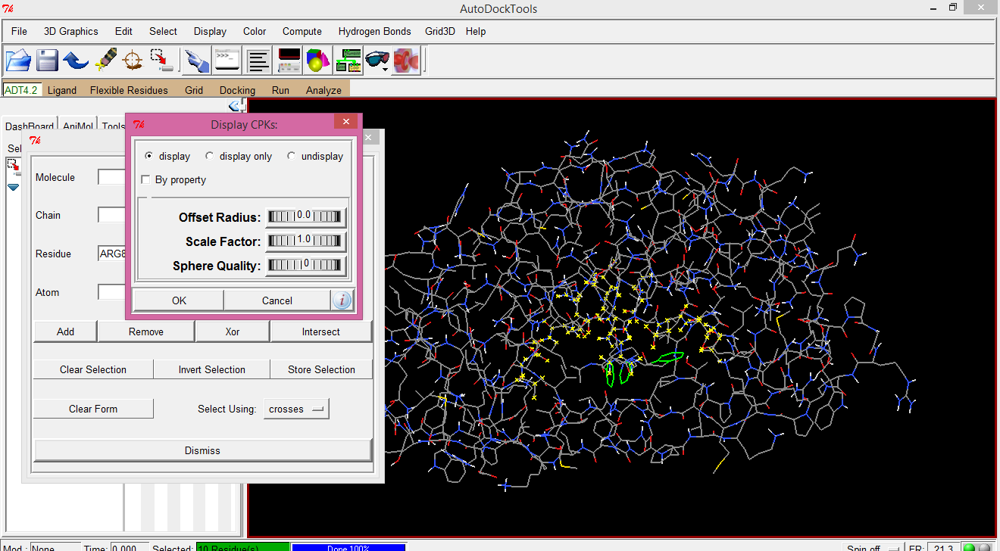 AutoDockTools
File 3D Graphics Edit Select Display Color Compute Hydrogen Bonds Grid3D Help
>>>
ADT4.2 Ligand Flexible Residues Grid Docking Run Analyze
DashBoard AniMol Tools
Sel
Display CPKs:
display display only undisplay
By property
Offset Radius: 0.0
Scale Factor: 1.0
Sphere Quality: 0
OK Cancel i
Molecule
Chain
Residue ARG8
Atom
Add Remove Xor Intersect
Clear Selection Invert Selection Store Selection
Clear Form Select Using: crosses
Dismiss
Mod.: None Time: 0.000 Selected: 10 Residue(s) Done 100% Spin off FR: 21.3